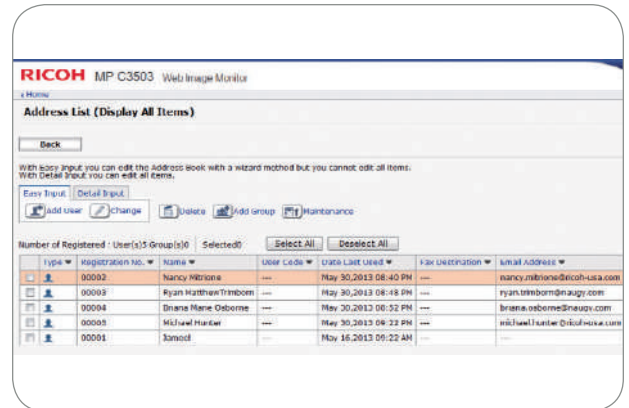 RICOH MP C3503 Web Image Monitor
Home
Address List (Display All Items)
Back
With Easy Input you can edit the Address Book with a wizard method but you cannot edit all items.
With Detail Input you can edit all items.
Easy Input Detail Input
Add User Change Delete Add Group Maintenance
Number of Registered : User(s)5 Group(s)0 Selected0 Select All Deselect All
Type Registration No. Name User Code Date Last Used Fax Destination Email Address
00002 Nancy Mitrione --- May 30,2013 08:40 PM --- nancy.mitrione@ricoh-usa.com
00003 Ryan Matthew Trimborn --- May 30,2013 08:48 PM --- ryan.trimborn@naugy.com
00004 Briana Marie Osborne --- May 30,2013 08:52 PM --- briana.osborne@naugy.com
00005 Michael Hunter --- May 30,2013 09:22 PM --- michael.hunter@ricoh-usa.com
00001 --- May 16,2013 09:22 AM --- ---